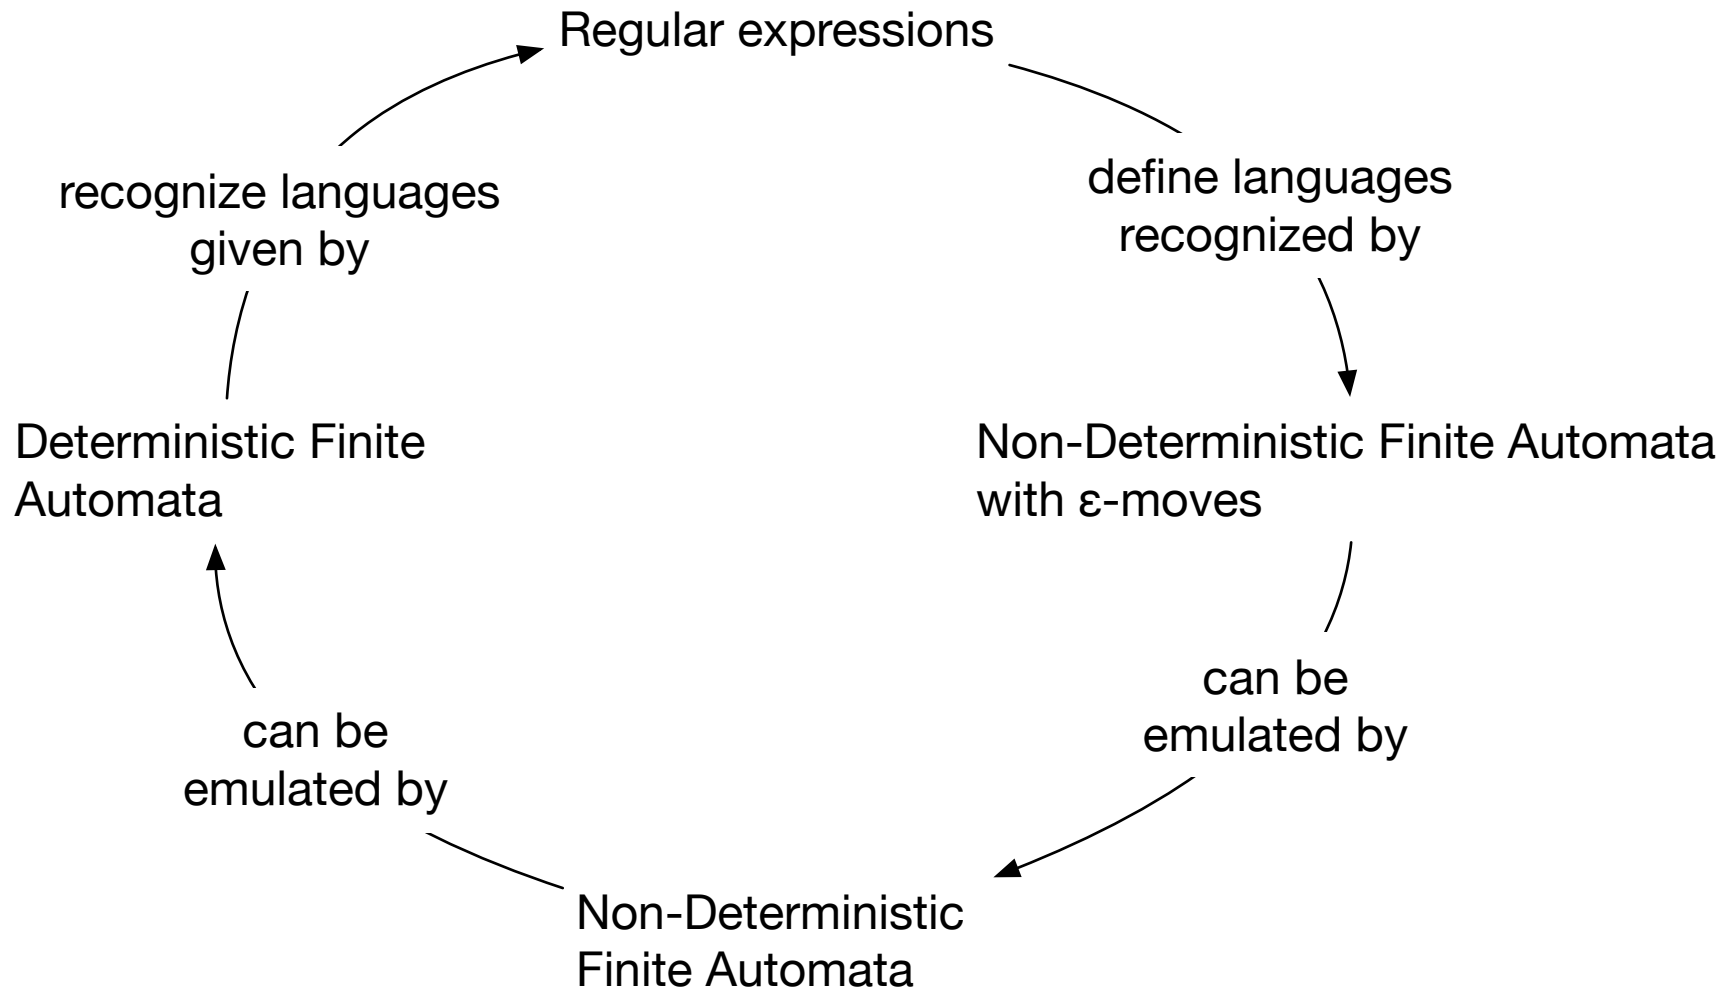 Regular expressions
define languages
recognized by
Non-Deterministic Finite Automata
with ε-moves
can be
emulated by
Non-Deterministic
Finite Automata
can be
emulated by
Deterministic Finite
Automata
recognize languages
given by